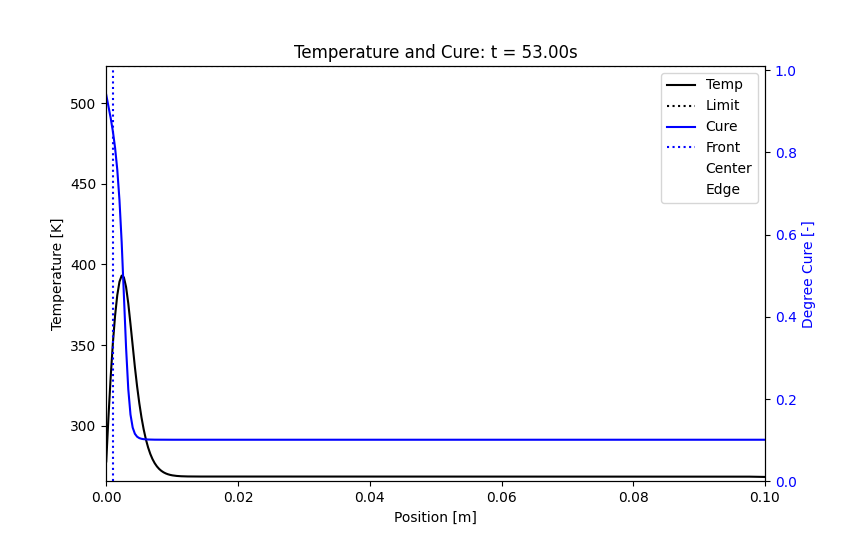 Temperature and Cure: t = 53.00s
Temp
Limit
Cure
Front
Center
Edge
500
450
400
350
300
Temperature [K]
1.0
0.8
0.6
0.4
0.2
0.0
Degree Cure [-]
0.00
0.02
0.04
0.06
0.08
0.10
Position [m]